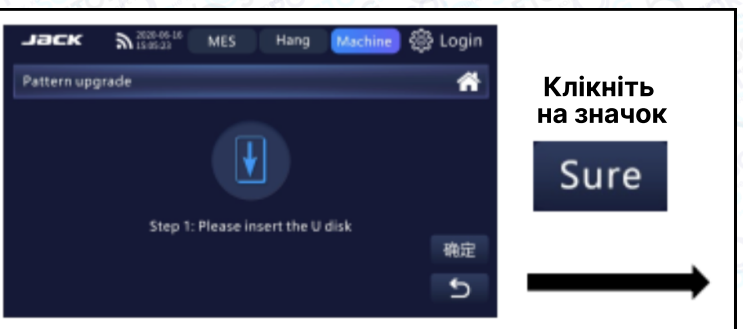 JACK
2020-06-16
15:05:23
MES
Hang
Machine
Login
Pattern upgrade
Step 1: Please insert the U disk
确定
Клікніть
на значок
Sure